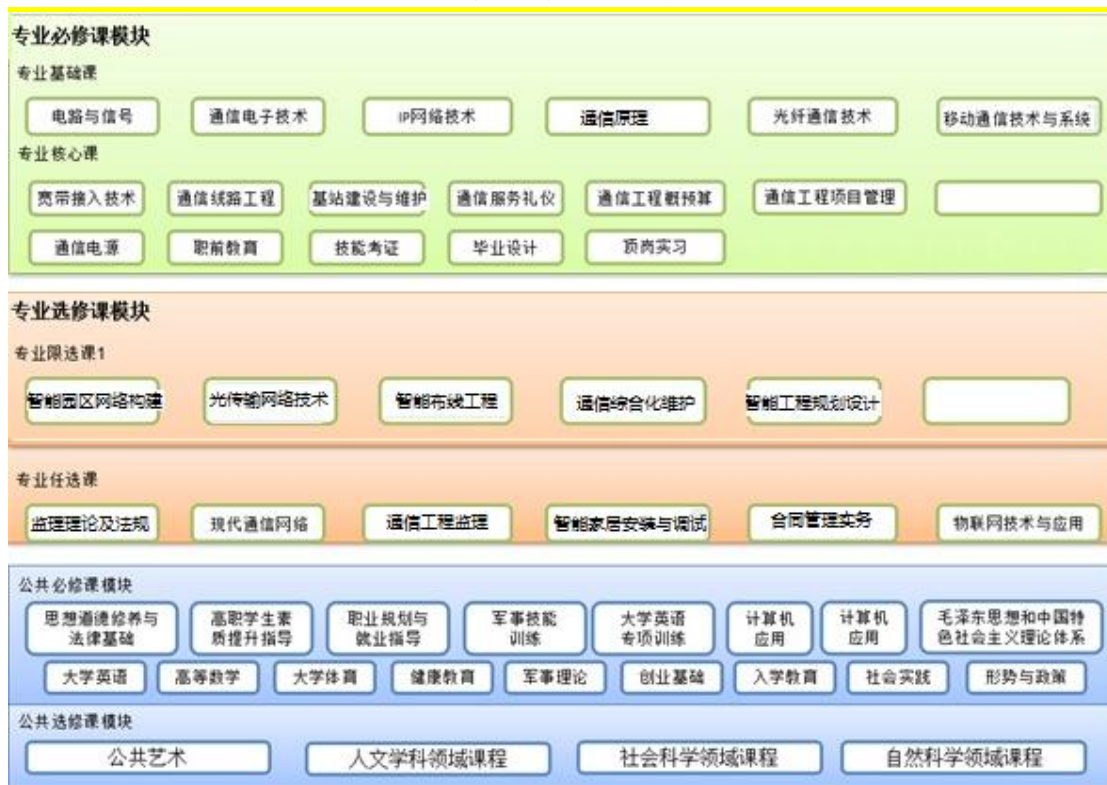 专业必修课模块
专业基础课
电路与信号 通信电子技术 IP网络技术 通信原理 光纤通信技术 移动通信技术与系统
专业核心课
宽带接入技术 通信线路工程 基站建设与维护 通信服务礼仪 通信工程概预算 通信工程项目管理
通信电源 职前教育 技能考证 毕业设计 顶岗实习
专业选修课模块
专业限选课1
智能园区网络构建 光传输网络技术 智能布线工程 通信综合化维护 智能工程规划设计
专业任选课
监理理论及法规 现代通信网络 通信工程监理 智能家居安装与调试 合同管理实务 物联网技术与应用
公共必修课模块
思想道德修养与 高职学生素 职业规划与 军事技能 大学英语 计算机 计算机 毛泽东思想和中国特
法律基础 质提升指导 就业指导 训练 专项训练 应用 应用 色社会主义理论体系
大学英语 高等数学 大学体育 健康教育 军事理论 创业基础 入学教育 社会实践 形势与政策
公共选修课模块
公共艺术 人文学科领域课程 社会科学领域课程 自然科学领域课程